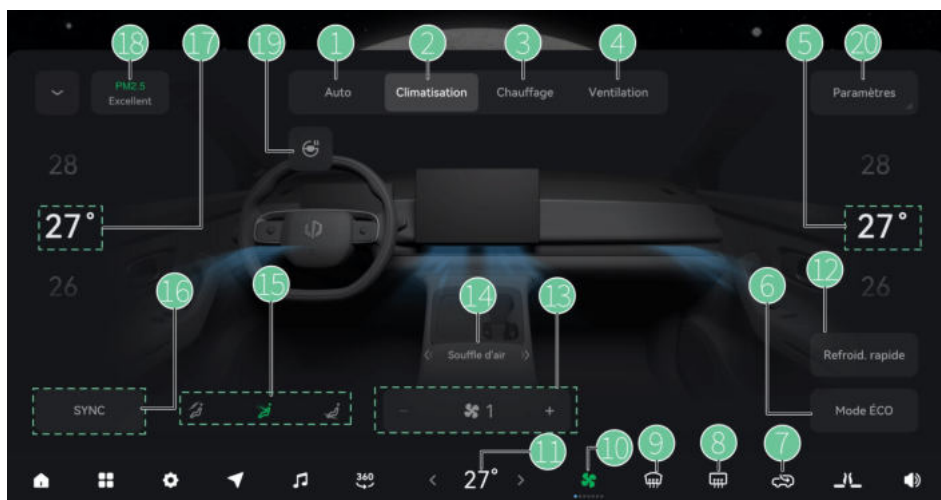 18 17 19 1 2 3 4 5 20
PM2.5
Excellent
Auto Climatisation Chauffage Ventilation Paramètres
28 28
27° 27°
26 26
16 15 14 13 6 12
Souffle d'air
Refroid. rapide
SYNC - 1 + Mode ÉCO
11 10 9 8 7
360 27°